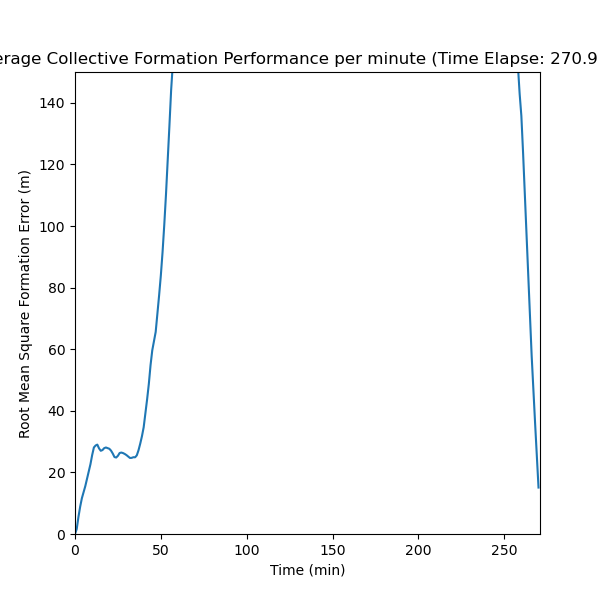 erage Collective Formation Performance per minute (Time Elapse: 270.9
140
120
100
80
60
40
20
0
Root Mean Square Formation Error (m)
0 50 100 150 200 250
Time (min)